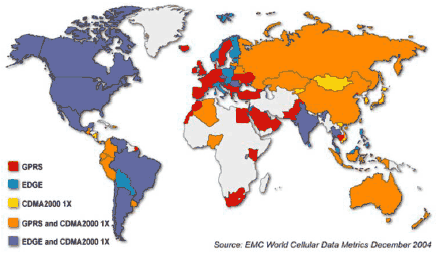 GPRS
EDGE
CDMA2000 1X
GPRS and CDMA2000 1X
EDGE and CDMA2000 1X
Source: EMC World Cellular Data Metrics December 2004